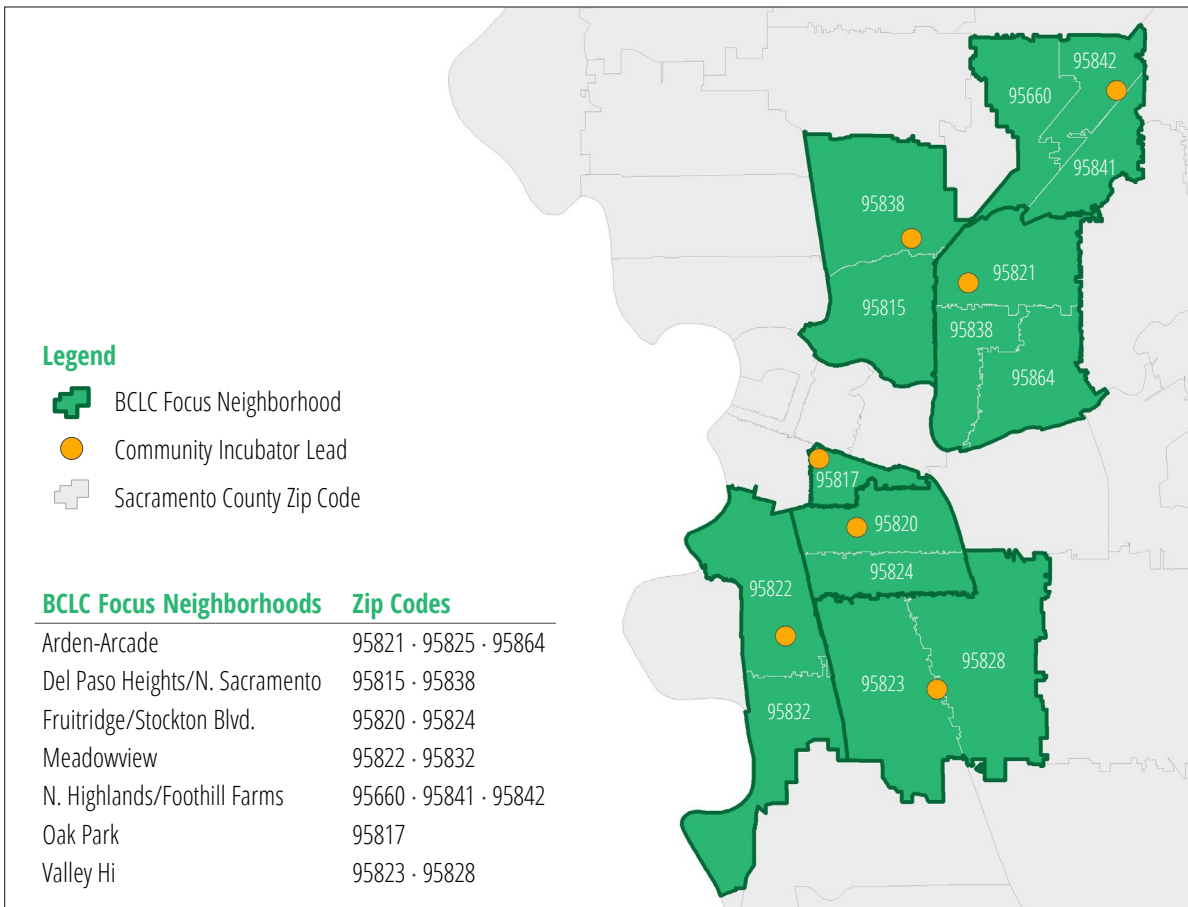 Legend
BCLC Focus Neighborhood
Community Incubator Lead
Sacramento County Zip Code
BCLC Focus Neighborhoods Zip Codes
Arden-Arcade 95821 · 95825 · 95864
Del Paso Heights/N. Sacramento 95815 · 95838
Fruitridge/Stockton Blvd. 95820 · 95824
Meadowview 95822 · 95832
N. Highlands/Foothill Farms 95660 · 95841 · 95842
Oak Park 95817
Valley Hi 95823 · 95828
95842
95660
95841
95838
95821
95815
95838
95864
95817
95820
95824
95822
95828
95823
95832